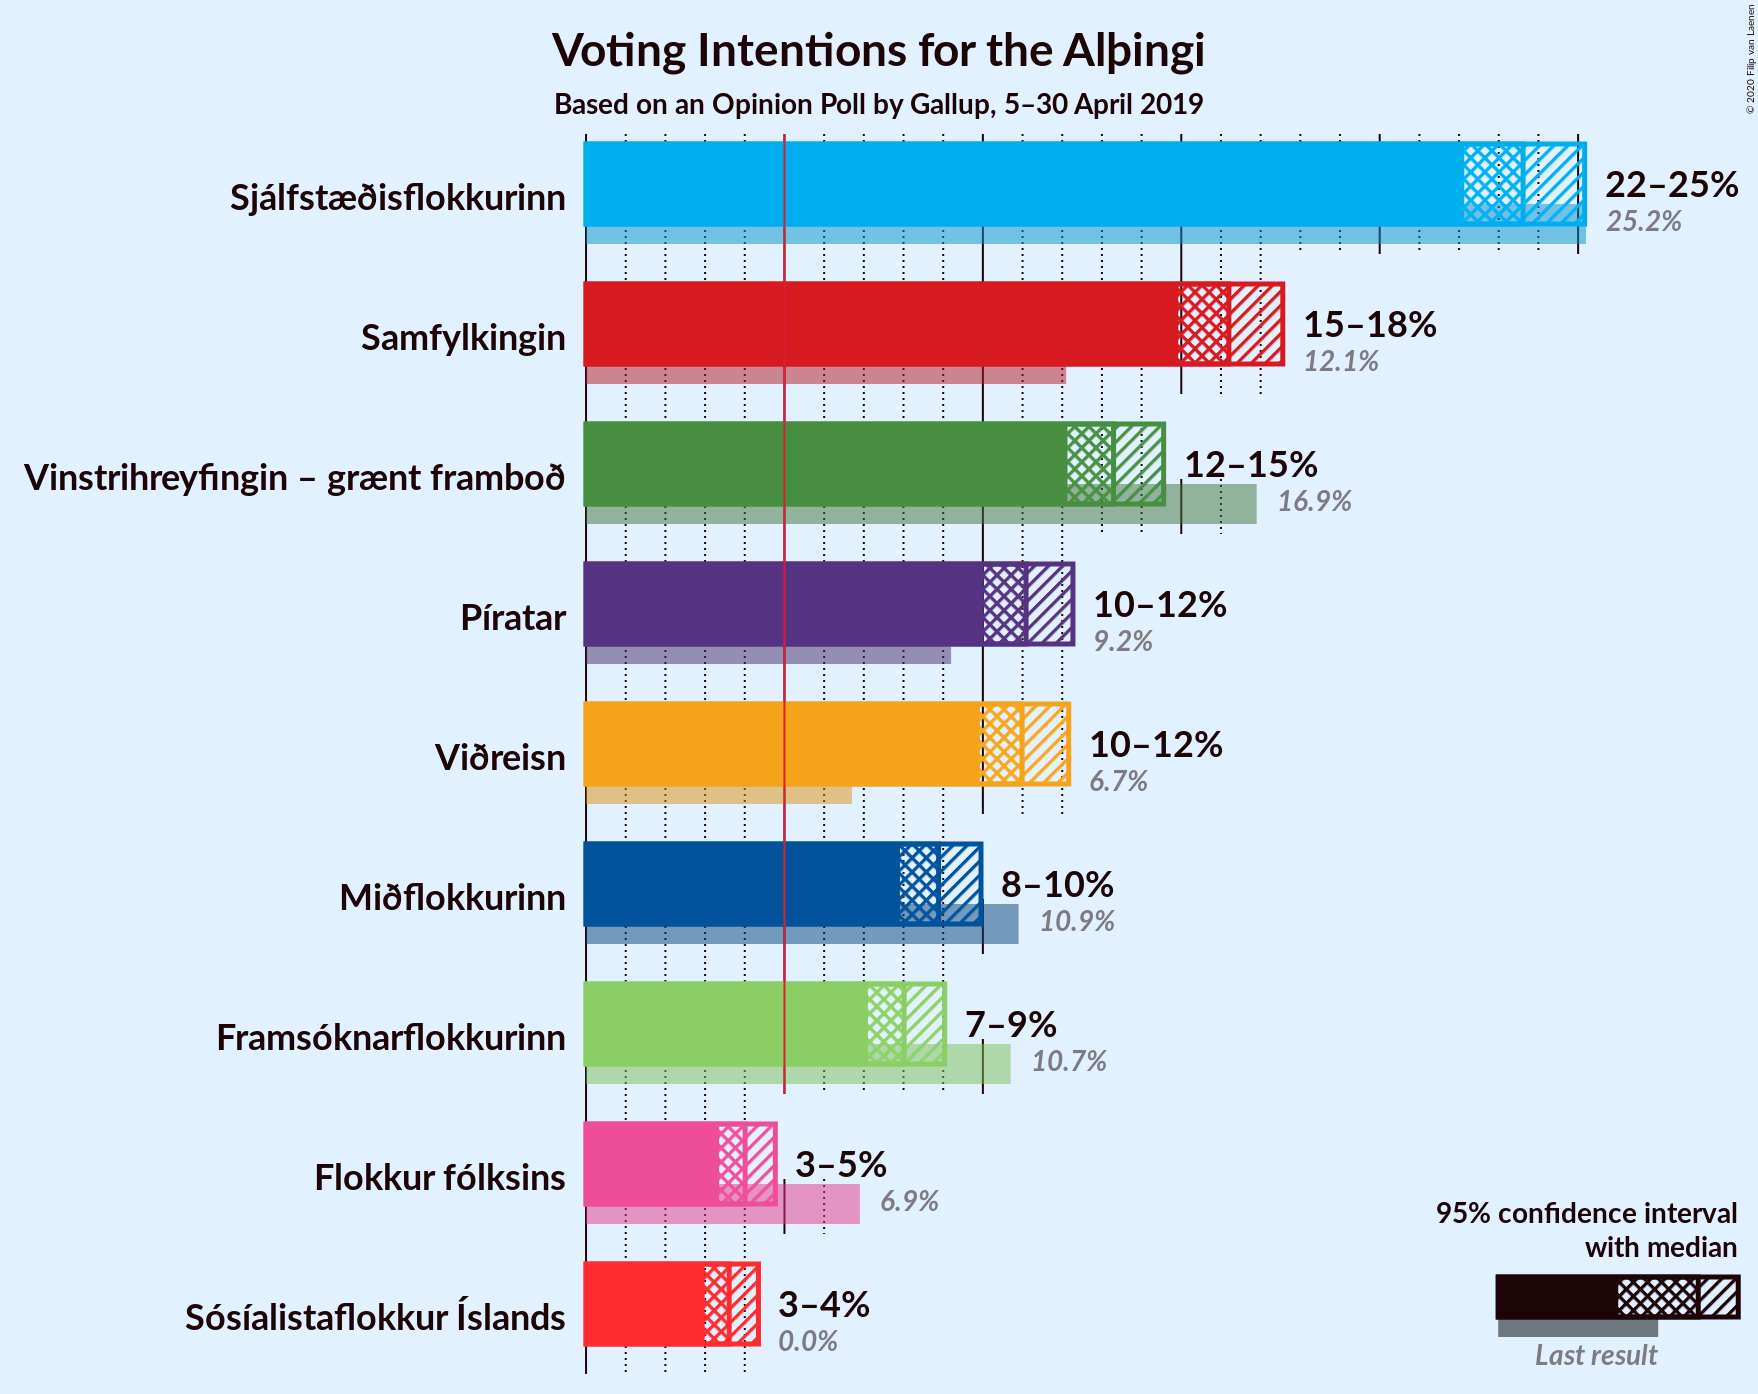 Voting Intentions for the Alþingi
Based on an Opinion Poll by Gallup, 5–30 April 2019
© 2020 Filip van Laenen
Sjálfstæðisflokkurinn
22–25%
25.2%
Samfylkingin
15–18%
12.1%
Vinstrihreyfingin – grænt framboð
12–15%
16.9%
Píratar
10–12%
9.2%
Viðreisn
10–12%
6.7%
Miðflokkurinn
8–10%
10.9%
Framsóknarflokkurinn
7–9%
10.7%
Flokkur fólksins
3–5%
6.9%
Sósíalistaflokkur Íslands
3–4%
0.0%
95% confidence interval
with median
Last result